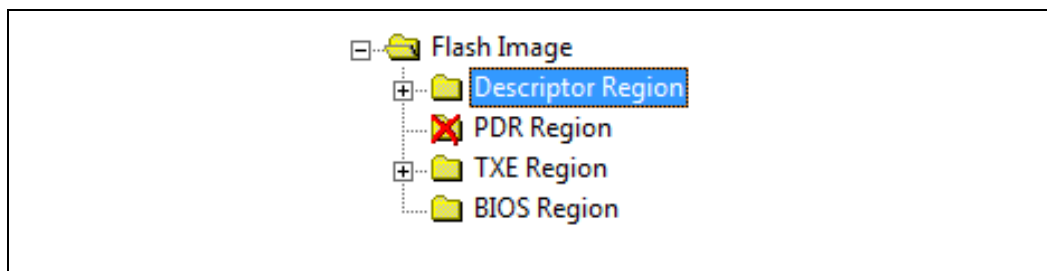 Flash Image
Descriptor Region
PDR Region
TXE Region
BIOS Region